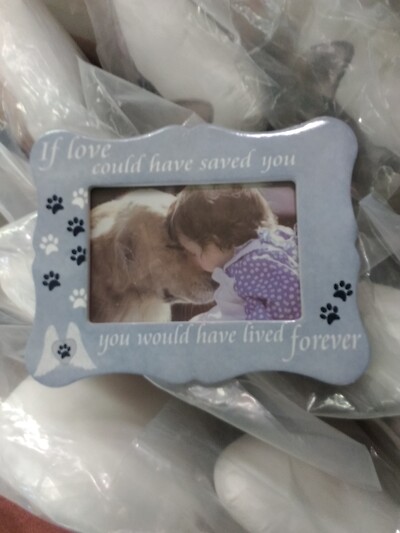 If love
could have saved you
you would have lived forever